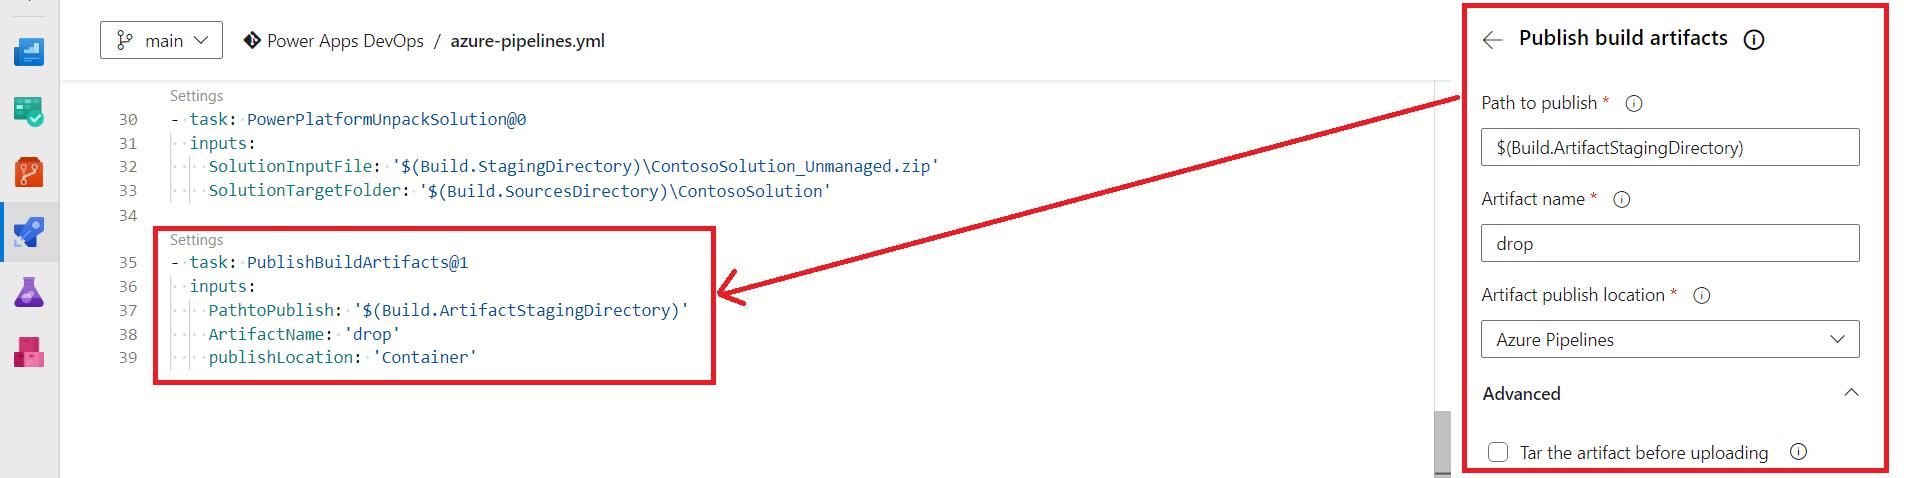 main
Power Apps DevOps / azure-pipelines.yml
Settings
30 - task: PowerPlatformUnpackSolution@0
31 inputs:
32 SolutionInputFile: '$(Build.StagingDirectory)\ContosoSolution_Unmanaged.zip'
33 SolutionTargetFolder: '$(Build.SourcesDirectory)\ContosoSolution'
34
Settings
35 - task: PublishBuildArtifacts@1
36 inputs:
37 PathtoPublish: '$(Build.ArtifactStagingDirectory)'
38 ArtifactName: 'drop'
39 publishLocation: 'Container'
Publish build artifacts
Path to publish *
$(Build.ArtifactStagingDirectory)
Artifact name *
drop
Artifact publish location *
Azure Pipelines
Advanced
Tar the artifact before uploading